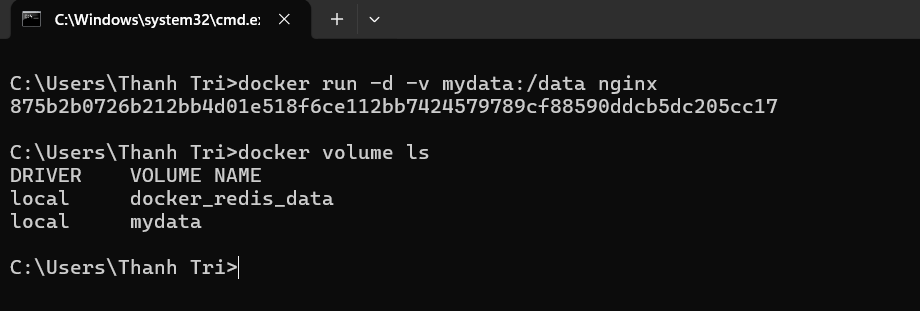 C:\Windows\system32\cmd.e
C:\Users\Thanh Tri>docker run -d -v mydata:/data nginx
875b2b0726b212bb4d01e518f6ce112bb7424579789cf88590ddcb5dc205cc17
C:\Users\Thanh Tri>docker volume ls
DRIVER    VOLUME NAME
local     docker_redis_data
local     mydata
C:\Users\Thanh Tri>